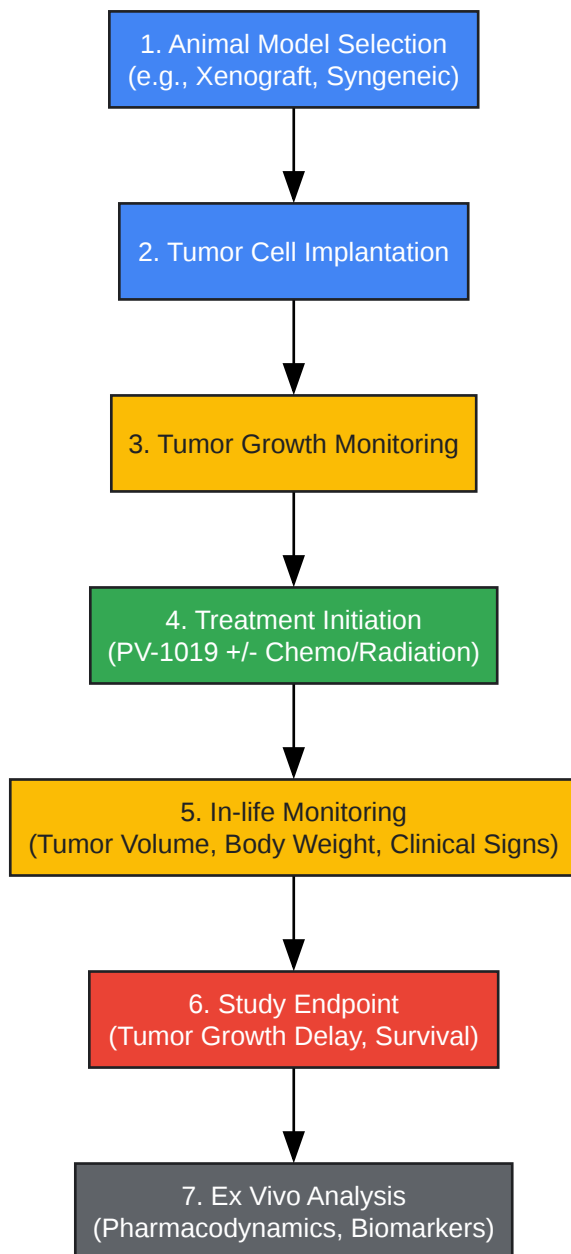 1. Animal Model Selection
(e.g., Xenograft, Syngeneic)
2. Tumor Cell Implantation
3. Tumor Growth Monitoring
4. Treatment Initiation
(PV-1019 +/- Chemo/Radiation)
5. In-life Monitoring
(Tumor Volume, Body Weight, Clinical Signs)
6. Study Endpoint
(Tumor Growth Delay, Survival)
7. Ex Vivo Analysis
(Pharmacodynamics, Biomarkers)